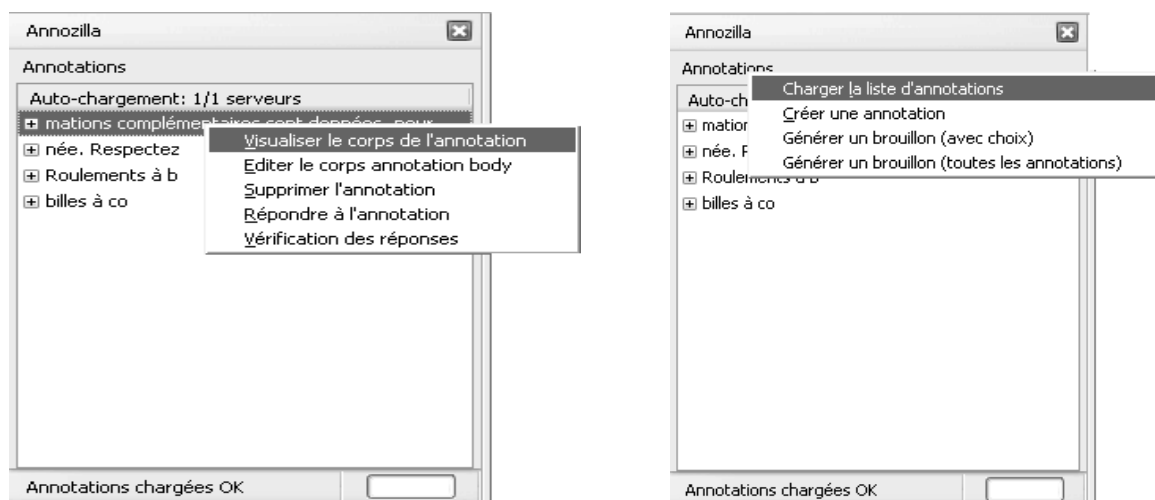 Annozilla
Annotations
Auto-chargement: 1/1 serveurs
mations complémentaires sont données, pour
Visualiser le corps de l'annotation
née. Respectez
Editer le corps annotation body
Roulements à b
Supprimer l'annotation
billes à co
Répondre à l'annotation
Vérification des réponses
Annotations chargées OK
Annozilla
Annotations
Charger la liste d'annotations
Auto-ch
Créer une annotation
mation
Générer un brouillon (avec choix)
née. R
Générer un brouillon (toutes les annotations)
Roulements à b
billes à co
Annotations chargées OK